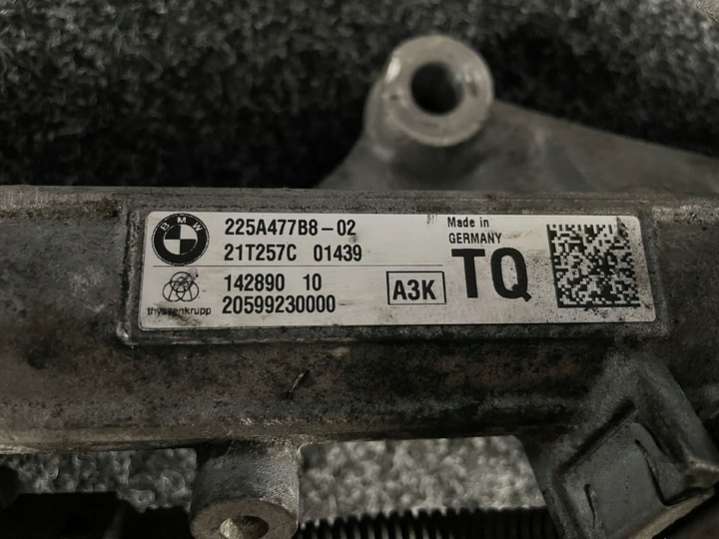 BMW
225A477B8-02
21T257C 01439
thyssenkrupp
142890 10
20599230000
A3K
Made in
GERMANY
TQ